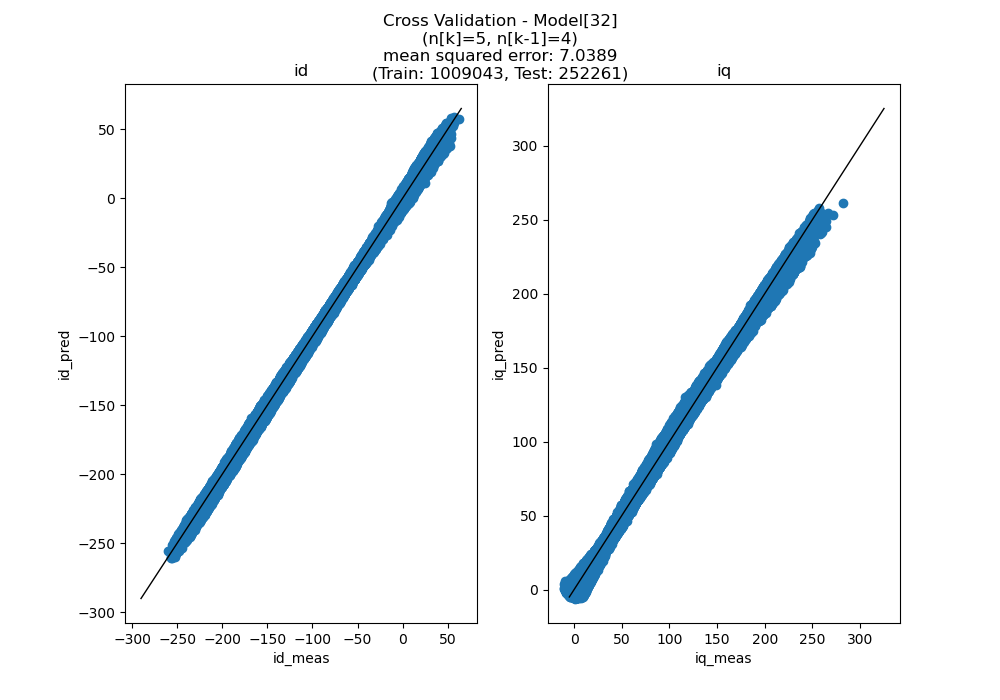 Cross Validation - Model[32]
(n[k]=5, n[k-1]=4)
mean squared error: 7.0389
(Train: 1009043, Test: 252261)
id
iq
50
0
−50
−100
−150
−200
−250
−300
id_pred
−300 −250 −200 −150 −100 −50 0 50
id_meas
300
250
200
150
100
50
0
iq_pred
0 50 100 150 200 250 300
iq_meas